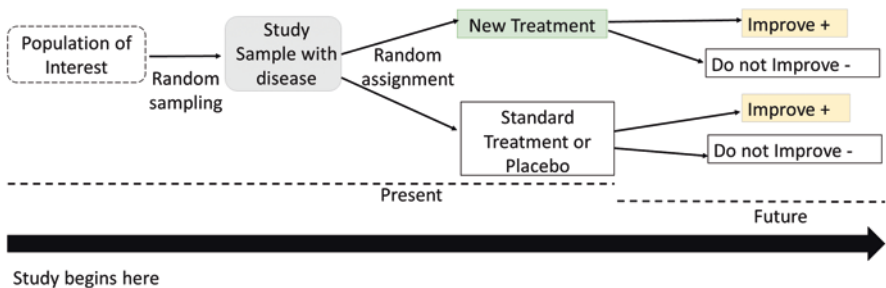 Population of
Interest
Random
sampling
Study
Sample with
disease
Random
assignment
New Treatment
Improve +
Do not Improve -
Standard
Treatment or
Placebo
Improve +
Do not Improve -
Present
Future
Study begins here